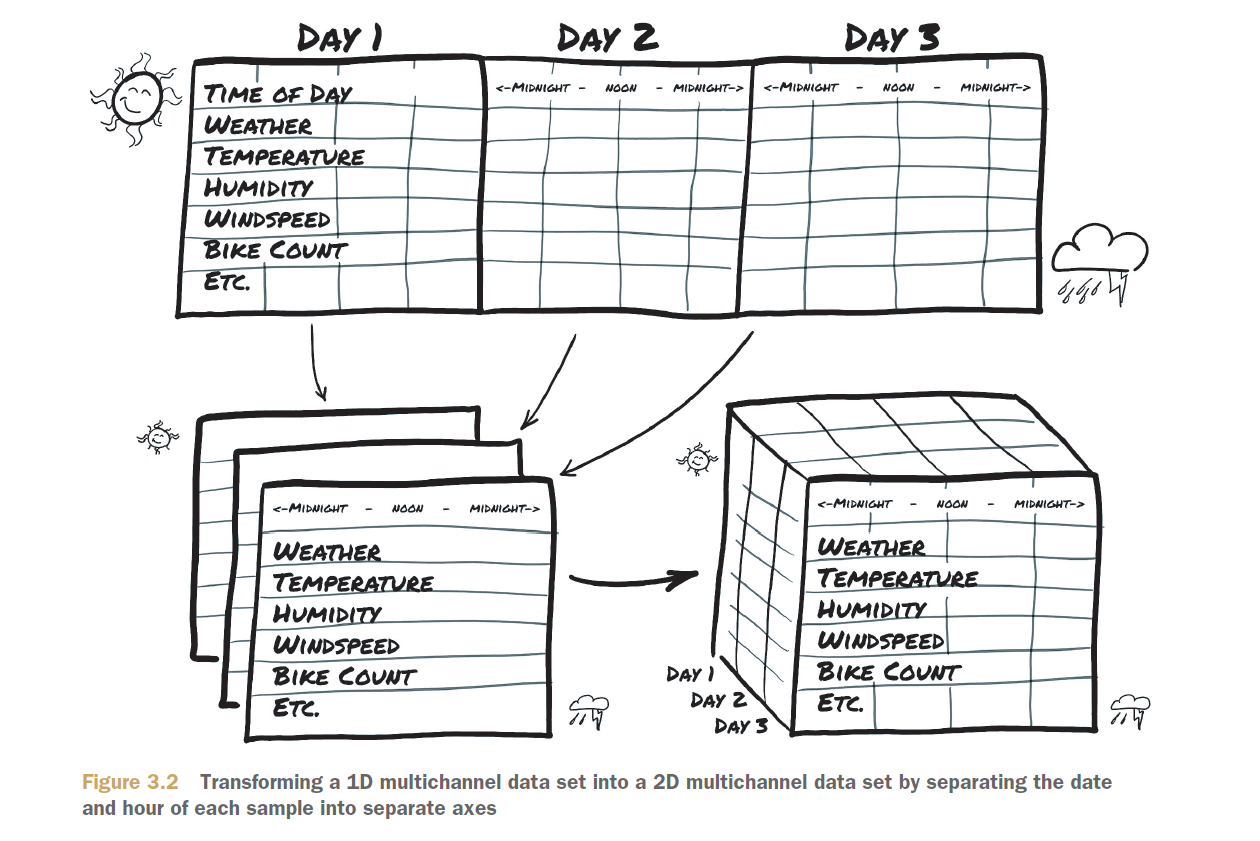 DAY 1 DAY 2 DAY 3
TIME OF DAY <-MIDNIGHT - NOON - MIDNIGHT-> <-MIDNIGHT - NOON - MIDNIGHT->
WEATHER
TEMPERATURE
HUMIDITY
WINDSPEED
BIKE COUNT
ETC.
<-MIDNIGHT - NOON - MIDNIGHT->
WEATHER
TEMPERATURE
HUMIDITY
WINDSPEED
BIKE COUNT
ETC.
<-MIDNIGHT - NOON - MIDNIGHT->
WEATHER
TEMPERATURE
HUMIDITY
WINDSPEED
BIKE COUNT
ETC.
DAY 1
DAY 2
DAY 3
Figure 3.2 Transforming a 1D multichannel data set into a 2D multichannel data set by separating the date
and hour of each sample into separate axes